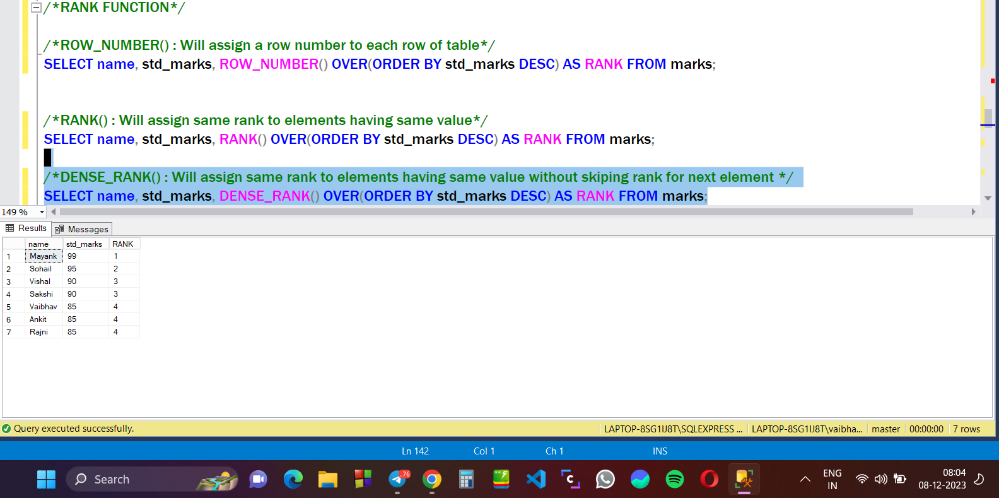 /*RANK FUNCTION*/
/*ROW_NUMBER() : Will assign a row number to each row of table*/
SELECT name, std_marks, ROW_NUMBER() OVER(ORDER BY std_marks DESC) AS RANK FROM marks;
/*RANK() : Will assign same rank to elements having same value*/
SELECT name, std_marks, RANK() OVER(ORDER BY std_marks DESC) AS RANK FROM marks;
/*DENSE_RANK() : Will assign same rank to elements having same value without skiping rank for next element */
SELECT name, std_marks, DENSE_RANK() OVER(ORDER BY std_marks DESC) AS RANK FROM marks;
149 %
Results Messages
name std_marks RANK
1 Mayank 99 1
2 Sohail 95 2
3 Vishal 90 3
4 Sakshi 90 3
5 Vaibhav 85 4
6 Ankit 85 4
7 Rajni 85 4
Query executed successfully. LAPTOP-8SG1IJ8T\SQLEXPRESS ... LAPTOP-8SG1IJ8T\vaibha... master 00:00:00 7 rows
Ln 142 Col 1 Ch 1 INS
Search .76 ENG IN 08:04
08-12-2023